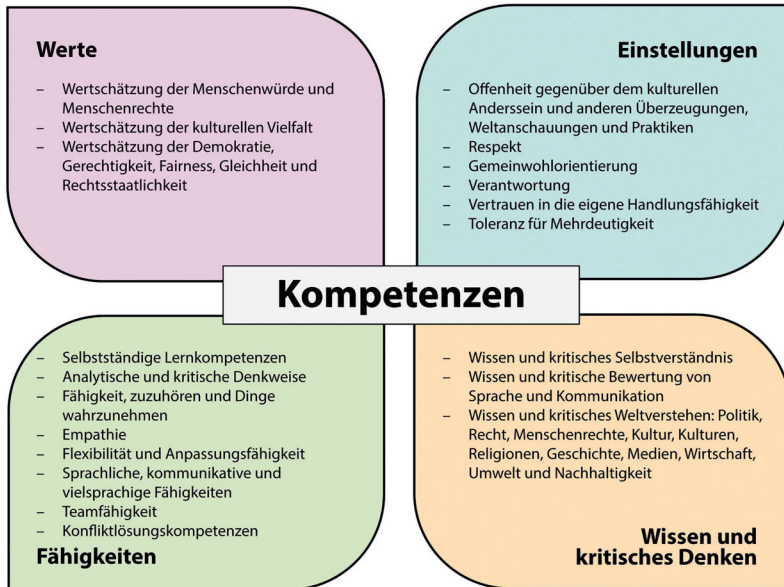 Werte
– Wertschätzung der Menschenwürde und
Menschenrechte
– Wertschätzung der kulturellen Vielfalt
– Wertschätzung der Demokratie,
Gerechtigkeit, Fairness, Gleichheit und
Rechtsstaatlichkeit
Einstellungen
– Offenheit gegenüber dem kulturellen
Anderssein und anderen Überzeugungen,
Weltanschauungen und Praktiken
– Respekt
– Gemeinwohlorientierung
– Verantwortung
– Vertrauen in die eigene Handlungsfähigkeit
– Toleranz für Mehrdeutigkeit
Kompetenzen
– Selbstständige Lernkompetenzen
– Analytische und kritische Denkweise
– Fähigkeit, zuzuhören und Dinge
wahrzunehmen
– Empathie
– Flexibilität und Anpassungsfähigkeit
– Sprachliche, kommunikative und
vielsprachige Fähigkeiten
– Teamfähigkeit
– Konfliktlösungskompetenzen
Fähigkeiten
– Wissen und kritisches Selbstverständnis
– Wissen und kritische Bewertung von
Sprache und Kommunikation
– Wissen und kritisches Weltverstehen: Politik,
Recht, Menschenrechte, Kultur, Kulturen,
Religionen, Geschichte, Medien, Wirtschaft,
Umwelt und Nachhaltigkeit
Wissen und
kritisches Denken